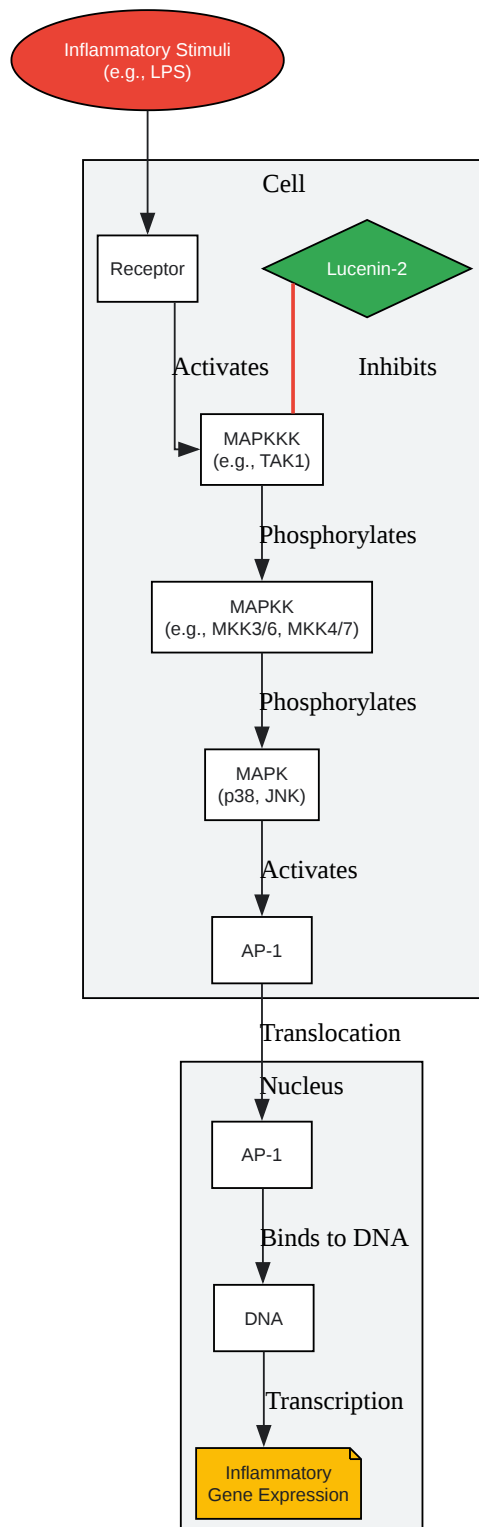 Inflammatory Stimuli
(e.g., LPS)
Cell
Receptor
Lucenin-2
Activates
Inhibits
MAPKKK
(e.g., TAK1)
Phosphorylates
MAPKK
(e.g., MKK3/6, MKK4/7)
Phosphorylates
MAPK
(p38, JNK)
Activates
AP-1
Translocation
Nucleus
AP-1
Binds to DNA
DNA
Transcription
Inflammatory
Gene Expression